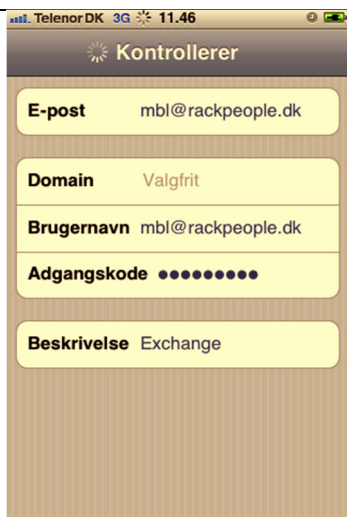 Telenor DK 3G 11.46
Kontrollerer
E-post mbl@rackpeople.dk
Domain Valgfrit
Brugernavn mbl@rackpeople.dk
Adgangskode ●●●●●●●●●
Beskrivelse Exchange